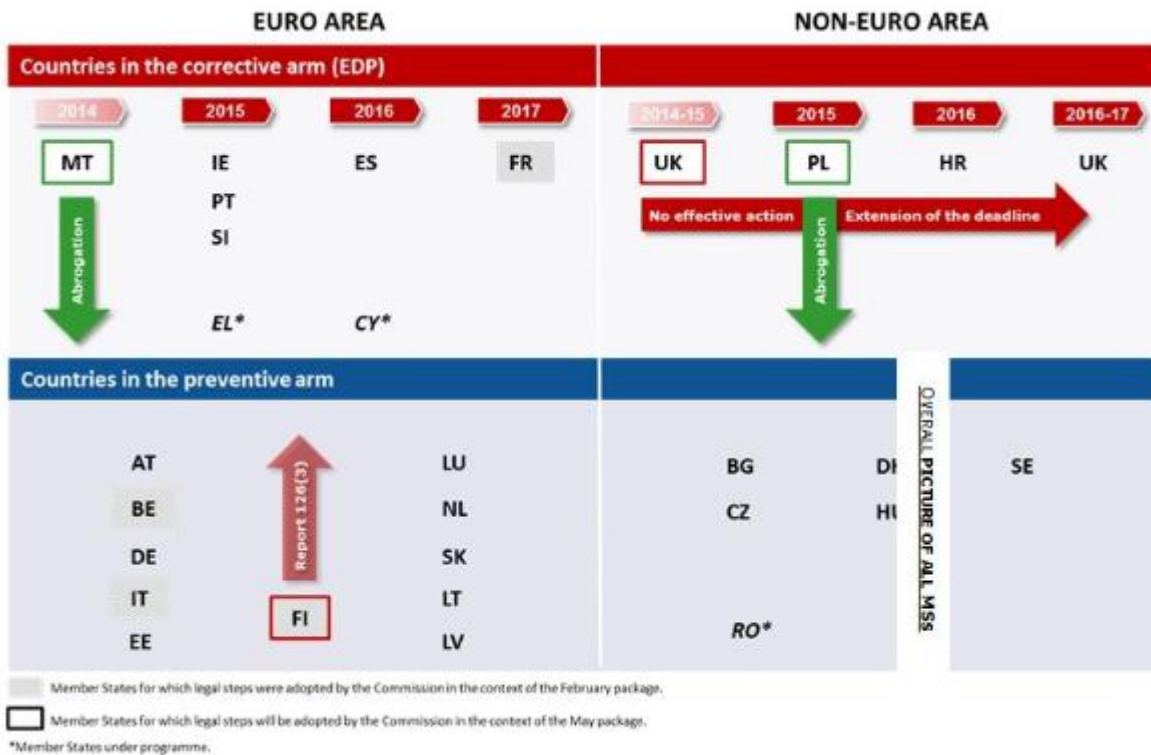 EURO AREA
NON-EURO AREA
Countries in the corrective arm (EDP)
2014 2015 2016 2017
2014-15 2015 2016 2016-17
MT IE ES FR
UK PL HR UK
PT
SI
Abrogation
No effective action
Extension of the deadline
Abrogation
EL* CY*
Countries in the preventive arm
AT LU
BE NL
DE SK
IT LT
EE LV
Report 126(3)
FI
BG SE
CZ
RO*
OVERALL PICTURE OF ALL MSs
Member States for which legal steps were adopted by the Commission in the context of the February package.
Member States for which legal steps will be adopted by the Commission in the context of the May package.
*Member States under programme.